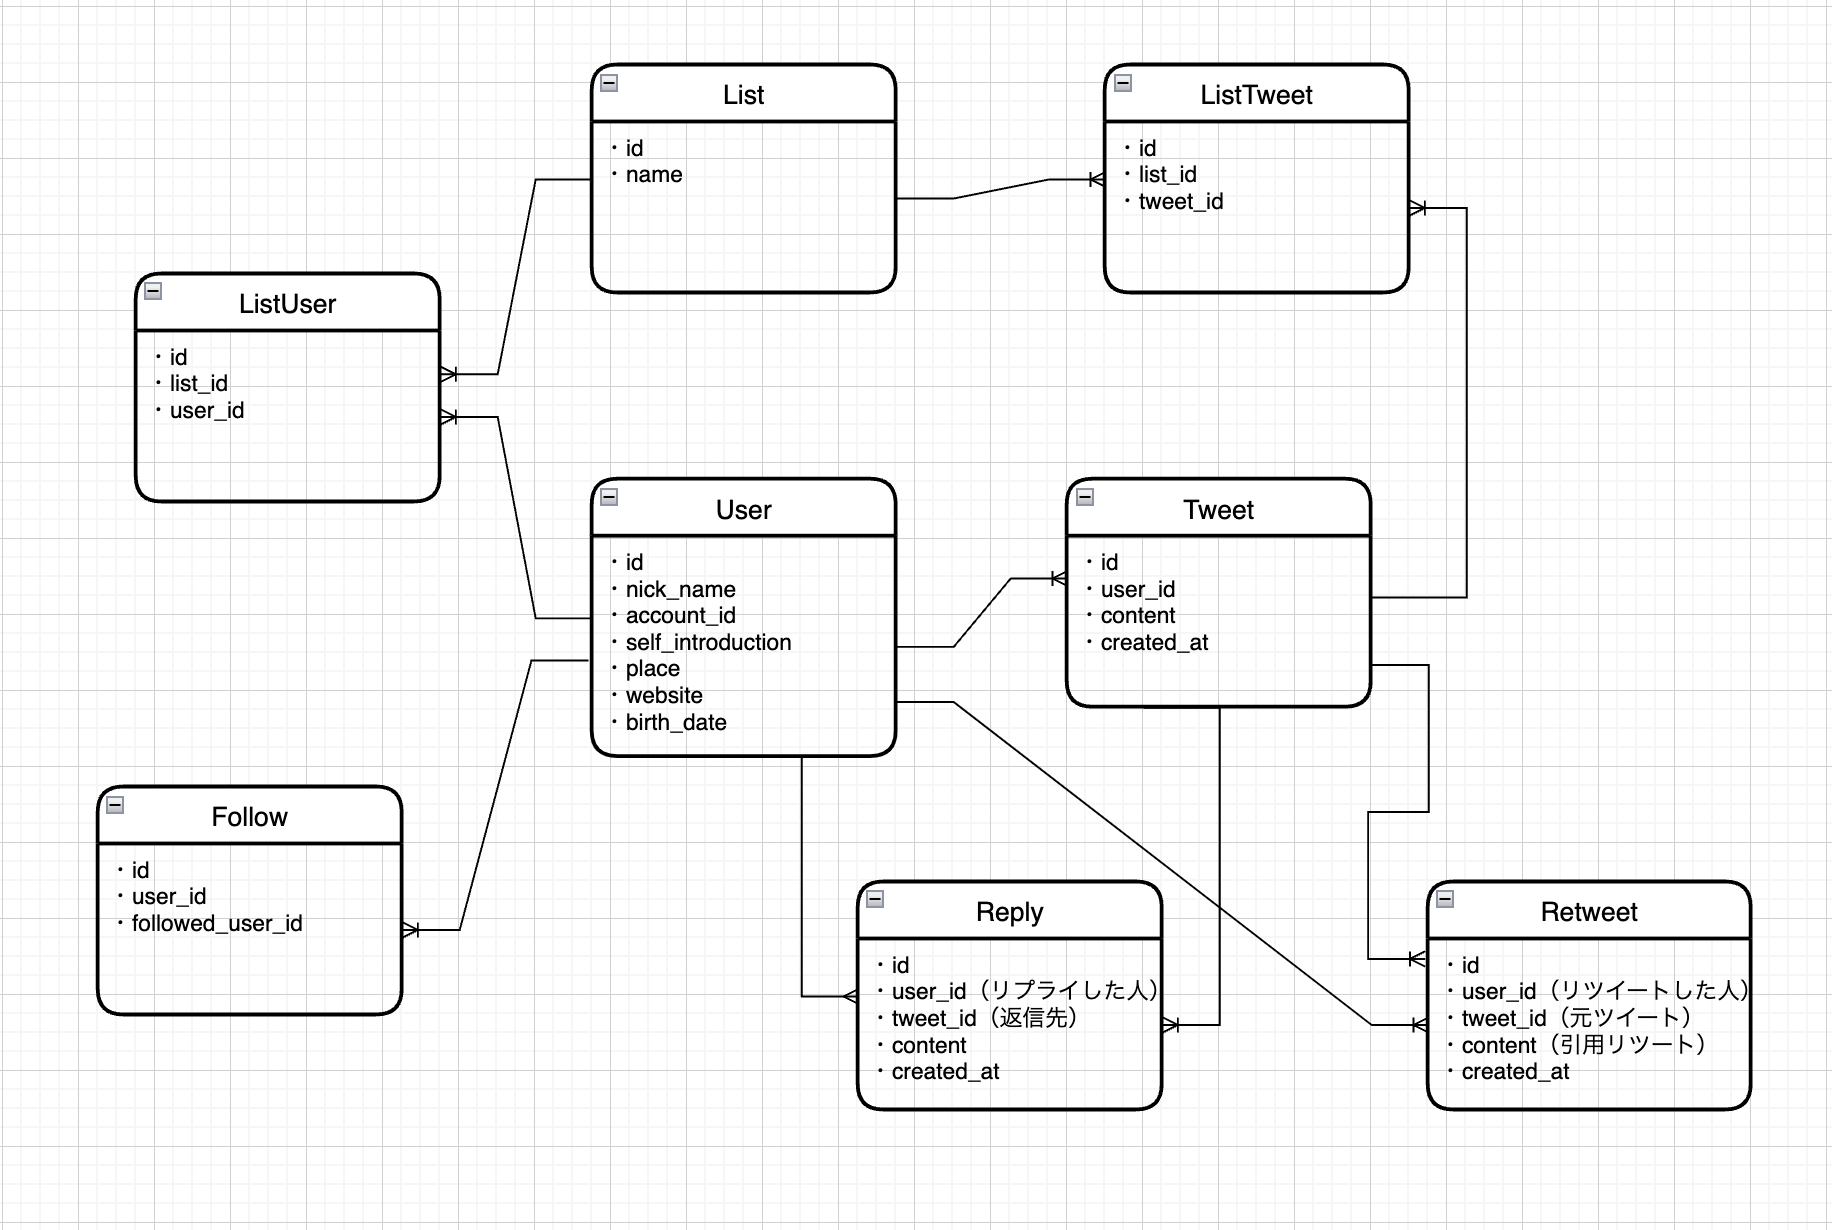 List
・id
・name
ListTweet
・id
・list_id
・tweet_id
ListUser
・id
・list_id
・user_id
User
・id
・nick_name
・account_id
・self_introduction
・place
・website
・birth_date
Tweet
・id
・user_id
・content
・created_at
Follow
・id
・user_id
・followed_user_id
Reply
・id
・user_id（リプライした人）
・tweet_id（返信先）
・content
・created_at
Retweet
・id
・user_id（リツイートした人）
・tweet_id（元ツイート）
・content（引用リツート）
・created_at